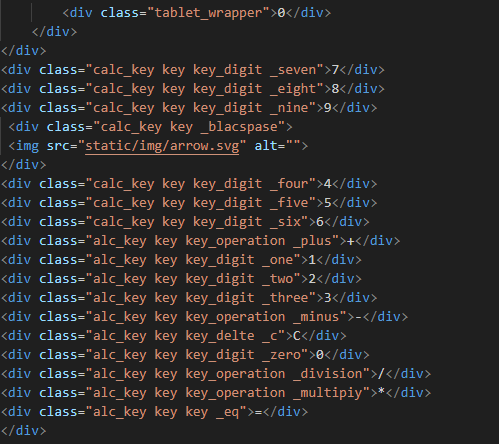 <div class="tablet_wrapper">0</div>
</div>
</div>
<div class="calc_key key key_digit _seven">7</div>
<div class="calc_key key key_digit _eight">8</div>
<div class="calc_key key key_digit _nine">9</div>
<div class="calc_key key _blacspase">
<img src="static/img/arrow.svg" alt="">
</div>
<div class="calc_key key key_digit _four">4</div>
<div class="calc_key key key_digit _five">5</div>
<div class="calc_key key key_digit _six">6</div>
<div class="alc_key key key_operation _plus">+</div>
<div class="alc_key key key_digit _one">1</div>
<div class="alc_key key key_digit _two">2</div>
<div class="alc_key key key_digit _three">3</div>
<div class="alc_key key key_operation _minus">-</div>
<div class="alc_key key key_delte _c">C</div>
<div class="alc_key key key_digit _zero">0</div>
<div class="alc_key key key_operation _division">/</div>
<div class="alc_key key key_operation _multipiy">*</div>
<div class="alc_key key key _eq">=</div>
</div>